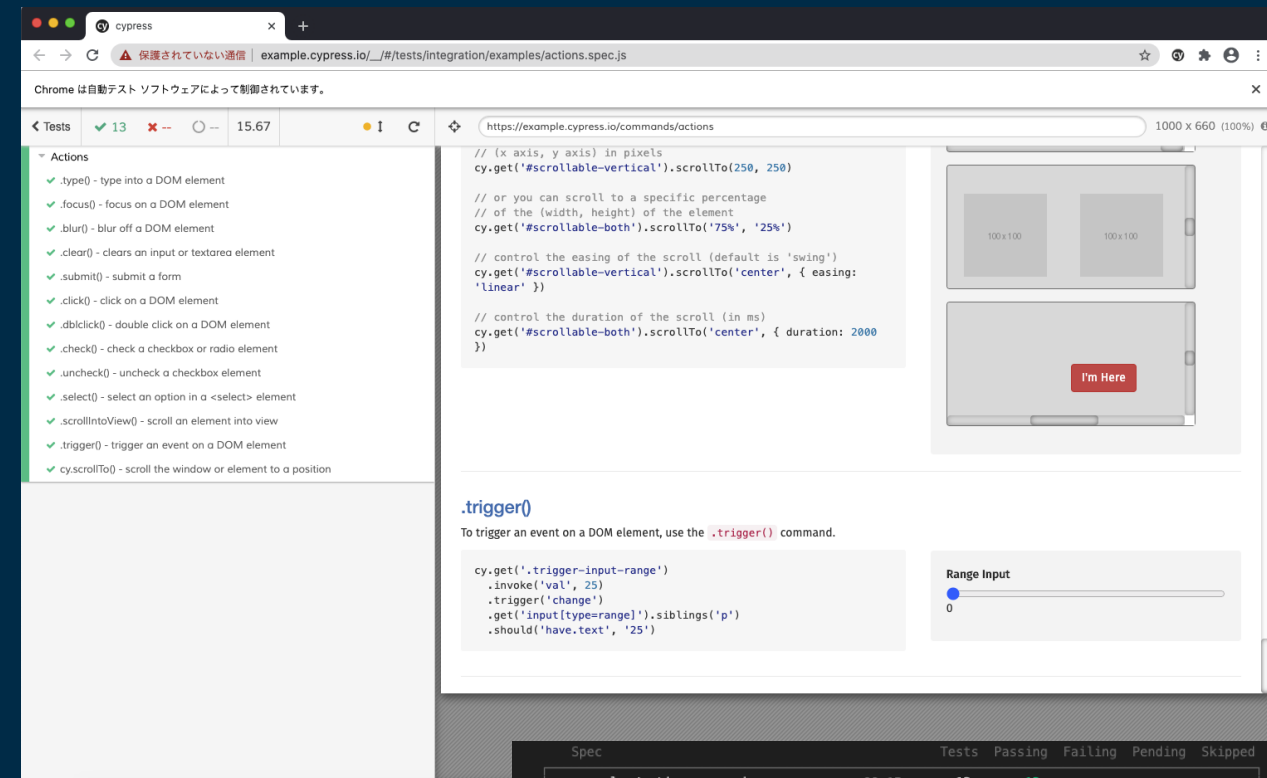 cypress
保護されていない通信 example.cypress.io/__/#/tests/integration/examples/actions.spec.js
Chrome は自動テスト ソフトウェアによって制御されています。
Tests 13 -- -- 15.67
https://example.cypress.io/commands/actions 1000 x 660 (100%)
Actions
.type() - type into a DOM element
.focus() - focus on a DOM element
.blur() - blur off a DOM element
.clear() - clears an input or textarea element
.submit() - submit a form
.click() - click on a DOM element
.dblclick() - double click on a DOM element
.check() - check a checkbox or radio element
.uncheck() - uncheck a checkbox element
.select() - select an option in a <select> element
.scrollIntoView() - scroll an element into view
.trigger() - trigger an event on a DOM element
cy.scrollTo() - scroll the window or element to a position
// (x axis, y axis) in pixels
cy.get('#scrollable-vertical').scrollTo(250, 250)
// or you can scroll to a specific percentage
// of the (width, height) of the element
cy.get('#scrollable-both').scrollTo('75%', '25%')
// control the easing of the scroll (default is 'swing')
cy.get('#scrollable-vertical').scrollTo('center', { easing:
'linear' })
// control the duration of the scroll (in ms)
cy.get('#scrollable-both').scrollTo('center', { duration: 2000
})
100 x 100 100 x 100
I'm Here
.trigger()
To trigger an event on a DOM element, use the .trigger() command.
cy.get('.trigger-input-range')
.invoke('val', 25)
.trigger('change')
.get('input[type=range]').siblings('p')
.should('have.text', '25')
Range Input
0
Spec Tests Passing Failing Pending Skipped